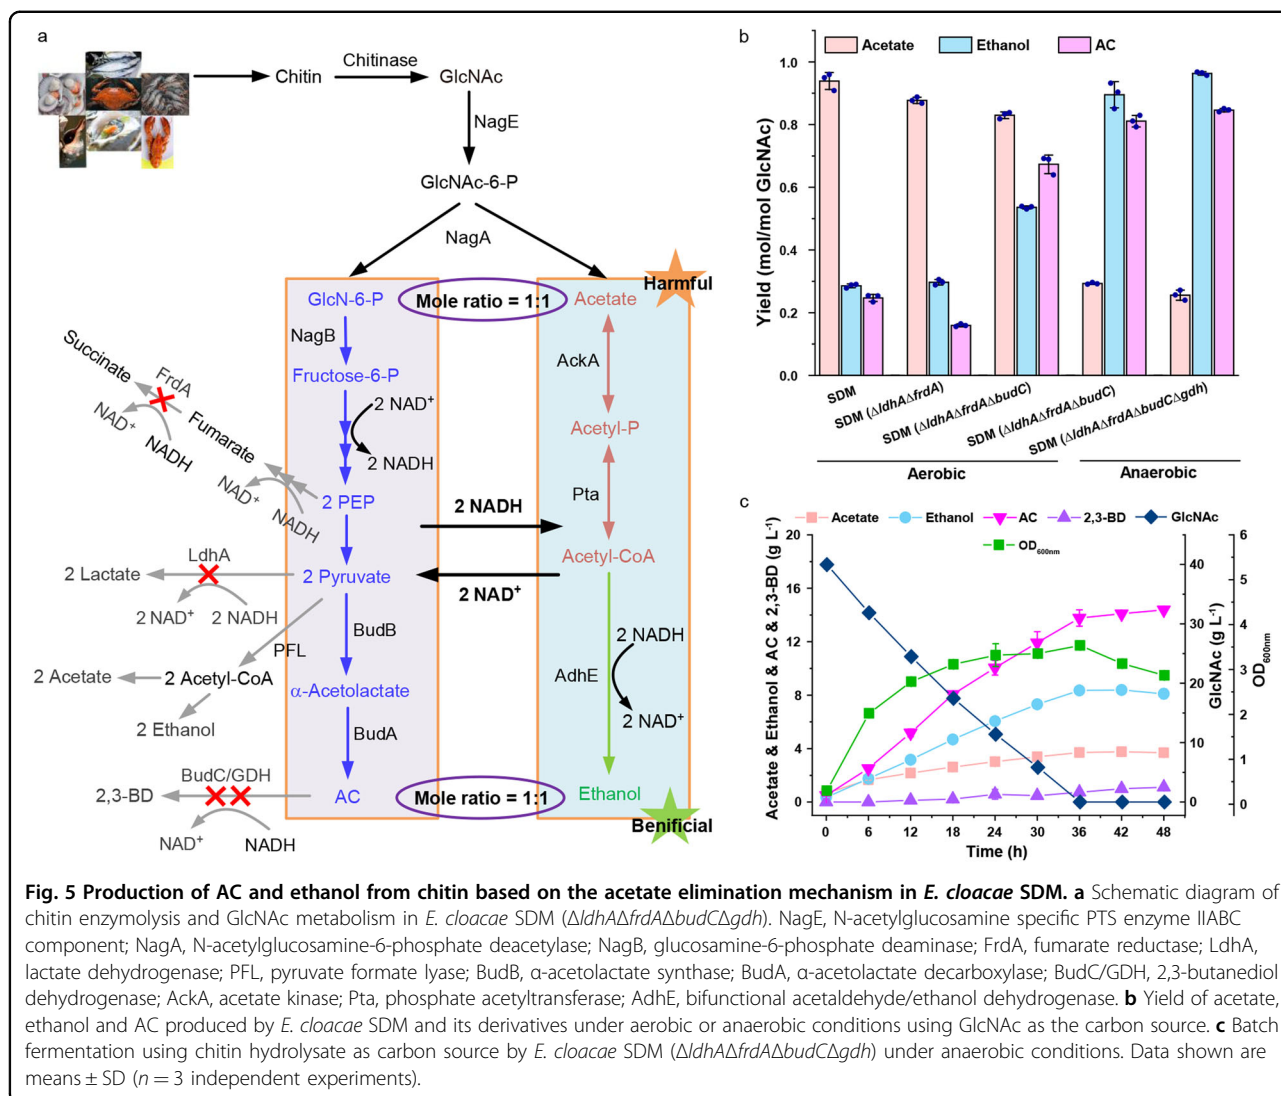 a
Chitin
Chitinase
GlcNAc
NagE
GlcNAc-6-P
NagA
Harmful
GlcN-6-P
Mole ratio = 1:1
Acetate
NagB
AckA
Fructose-6-P
2 NAD+
2 NADH
Acetyl-P
Succinate
FrdA
NAD+
NADH
Fumarate
NAD+
NADH
2 PEP
2 NADH
Pta
LdhA
2 Lactate
2 Pyruvate
2 NAD+
Acetyl-CoA
2 NAD+
2 NADH
BudB
PFL
2 NADH
2 Acetate
2 Acetyl-CoA
α-Acetolactate
AdhE
2 NAD+
2 Ethanol
BudA
BudC/GDH
2,3-BD
AC
Mole ratio = 1:1
Ethanol
NAD+
NADH
Benificial
b
Acetate Ethanol AC
Yield (mol/mol GlcNAc)
1.0
0.8
0.6
0.4
0.2
0.0
SDM
SDM (ΔldhAΔfrdA)
SDM (ΔldhAΔfrdAΔbudC)
SDM (ΔldhAΔfrdAΔbudC)
SDM (ΔldhAΔfrdAΔbudCΔgdh)
Aerobic Anaerobic
c
Acetate Ethanol AC 2,3-BD GlcNAc
OD600nm
Acetate & Ethanol & AC & 2,3-BD (g L-1)
20
16
12
8
4
0
GlcNAc (g L-1)
40
30
20
10
0
OD600nm
6
5
4
3
2
1
0
0 6 12 18 24 30 36 42 48
Time (h)
Fig. 5 Production of AC and ethanol from chitin based on the acetate elimination mechanism in E. cloacae SDM. a Schematic diagram of
chitin enzymolysis and GlcNAc metabolism in E. cloacae SDM (ΔldhAΔfrdAΔbudCΔgdh). NagE, N-acetylglucosamine specific PTS enzyme IIABC
component; NagA, N-acetylglucosamine-6-phosphate deacetylase; NagB, glucosamine-6-phosphate deaminase; FrdA, fumarate reductase; LdhA,
lactate dehydrogenase; PFL, pyruvate formate lyase; BudB, α-acetolactate synthase; BudA, α-acetolactate decarboxylase; BudC/GDH, 2,3-butanediol
dehydrogenase; AckA, acetate kinase; Pta, phosphate acetyltransferase; AdhE, bifunctional acetaldehyde/ethanol dehydrogenase. b Yield of acetate,
ethanol and AC produced by E. cloacae SDM and its derivatives under aerobic or anaerobic conditions using GlcNAc as the carbon source. c Batch
fermentation using chitin hydrolysate as carbon source by E. cloacae SDM (ΔldhAΔfrdAΔbudCΔgdh) under anaerobic conditions. Data shown are
means ± SD (n = 3 independent experiments).